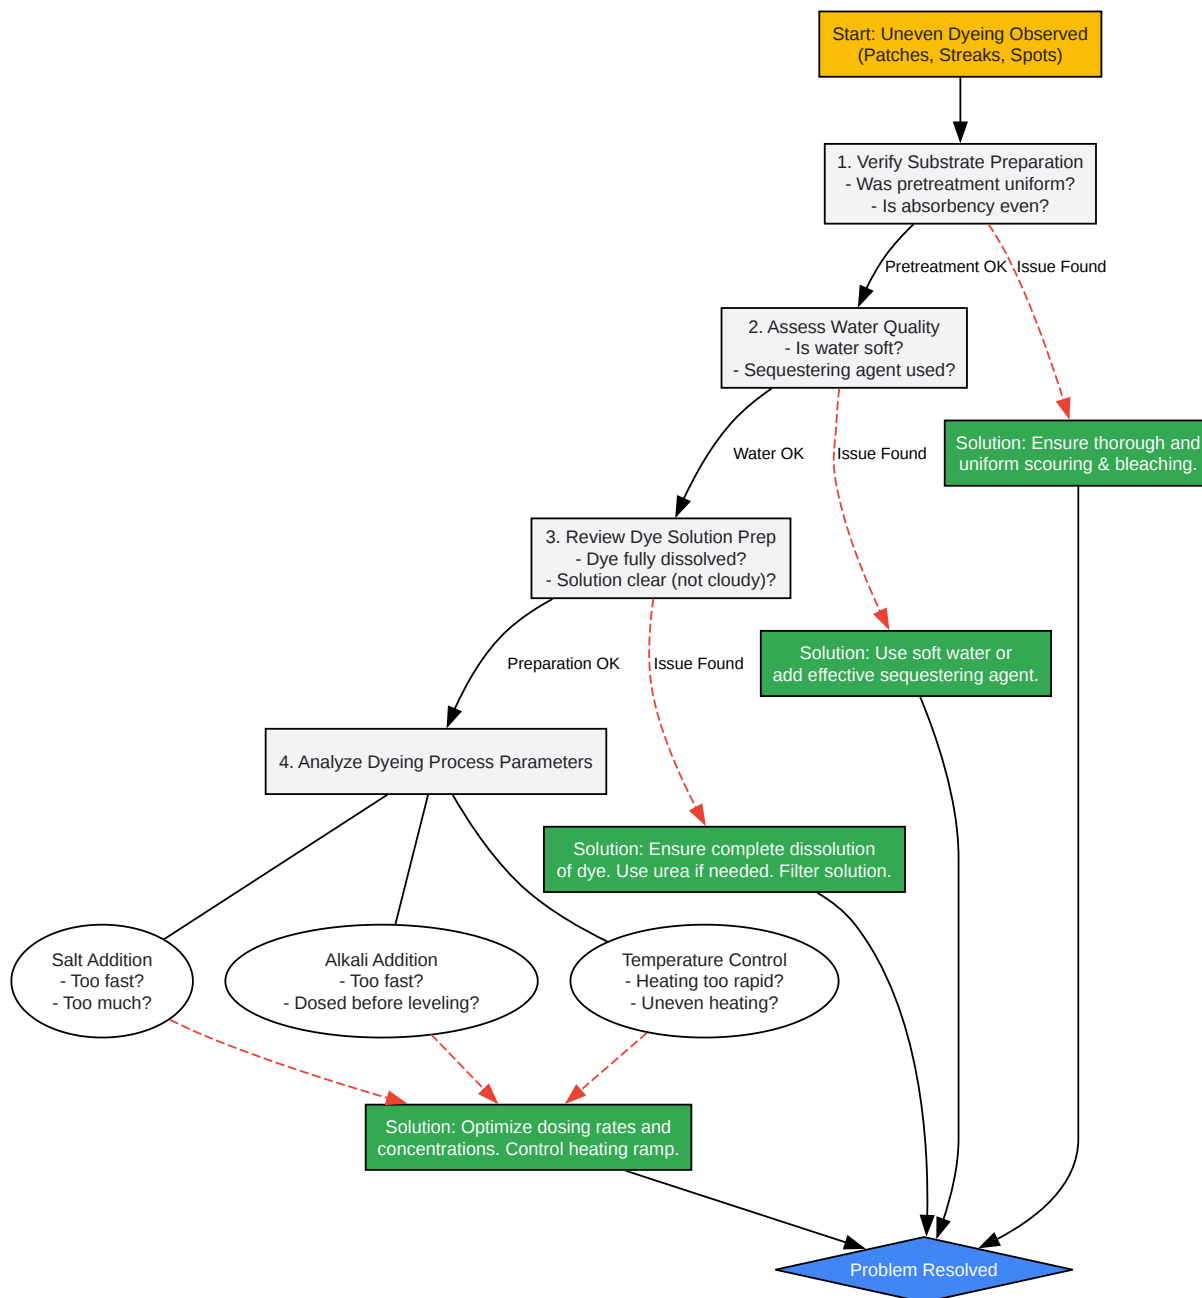 Start: Uneven Dyeing Observed
(Patches, Streaks, Spots)
1. Verify Substrate Preparation
- Was pretreatment uniform?
- Is absorbency even?
Pretreatment OK
Issue Found
2. Assess Water Quality
- Is water soft?
- Sequestering agent used?
Water OK
Issue Found
Solution: Ensure thorough and
uniform scouring & bleaching.
3. Review Dye Solution Prep
- Dye fully dissolved?
- Solution clear (not cloudy)?
Preparation OK
Issue Found
Solution: Use soft water or
add effective sequestering agent.
4. Analyze Dyeing Process Parameters
Solution: Ensure complete dissolution
of dye. Use urea if needed. Filter solution.
Salt Addition
- Too fast?
- Too much?
Alkali Addition
- Too fast?
- Dosed before leveling?
Temperature Control
- Heating too rapid?
- Uneven heating?
Solution: Optimize dosing rates and
concentrations. Control heating ramp.
Problem Resolved